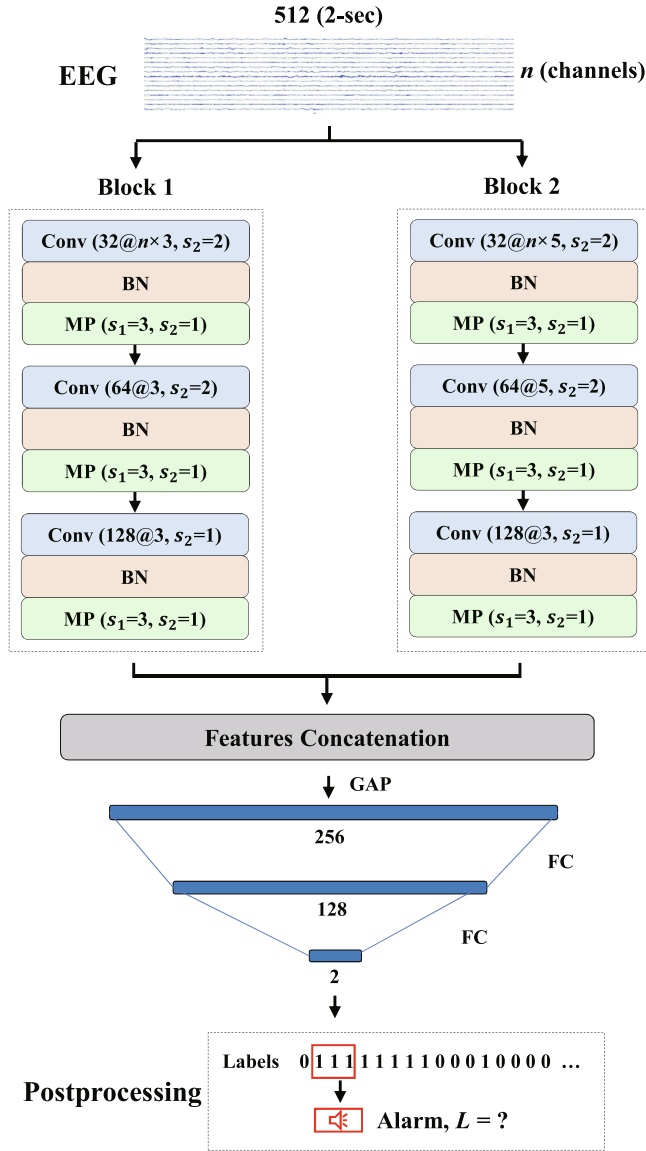 512 (2-sec)
EEG
n (channels)
Block 1
Conv (32@n×3, s₂=2)
BN
MP (s₁=3, s₂=1)
Conv (64@3, s₂=2)
BN
MP (s₁=3, s₂=1)
Conv (128@3, s₂=1)
BN
MP (s₁=3, s₂=1)
Block 2
Conv (32@n×5, s₂=2)
BN
MP (s₁=3, s₂=1)
Conv (64@5, s₂=2)
BN
MP (s₁=3, s₂=1)
Conv (128@3, s₂=1)
BN
MP (s₁=3, s₂=1)
Features Concatenation
GAP
256
FC
128
FC
2
Postprocessing
Labels 0 1 1 1 1 1 1 1 1 0 0 0 1 0 0 0 0 ...
Alarm, L = ?